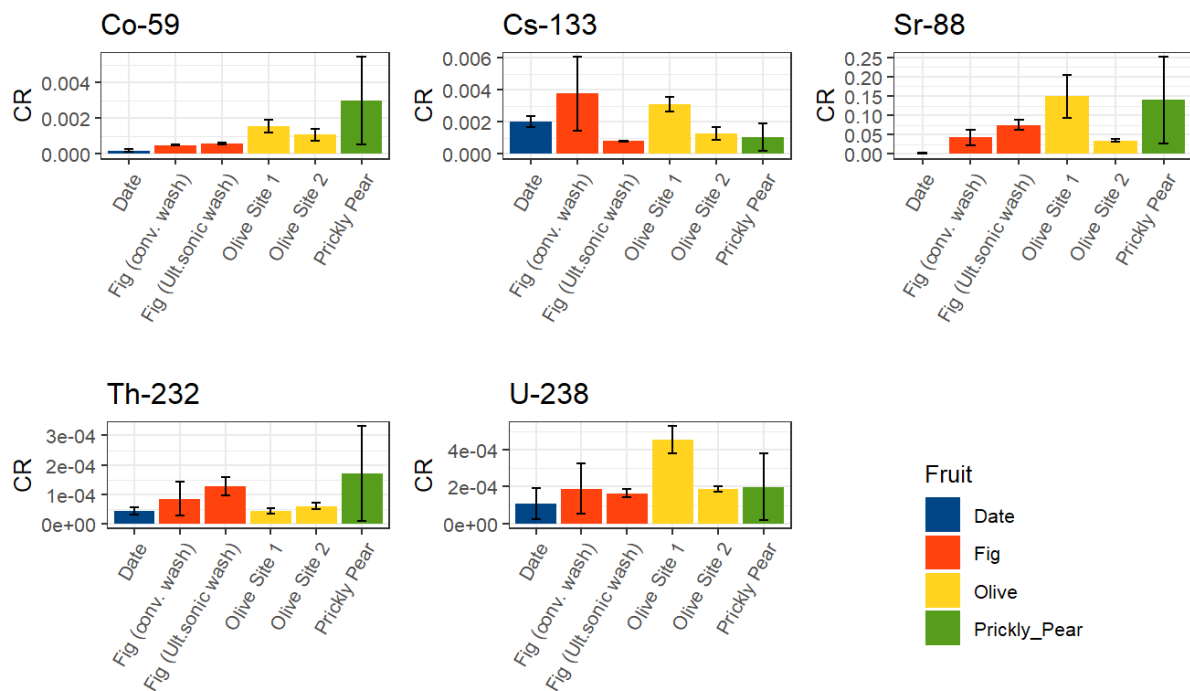 Co-59
CR
0.004
0.002
0.000
Date
Fig (conv. wash)
Fig (Ult.sonic wash)
Olive Site 1
Olive Site 2
Prickly Pear
Cs-133
CR
0.006
0.004
0.002
0.000
Date
Fig (conv. wash)
Fig (Ult.sonic wash)
Olive Site 1
Olive Site 2
Prickly Pear
Sr-88
CR
0.25
0.20
0.15
0.10
0.05
0.00
Date
Fig (conv. wash)
Fig (Ult.sonic wash)
Olive Site 1
Olive Site 2
Prickly Pear
Th-232
CR
3e-04
2e-04
1e-04
0e+00
Date
Fig (conv. wash)
Fig (Ult.sonic wash)
Olive Site 1
Olive Site 2
Prickly Pear
U-238
CR
4e-04
2e-04
0e+00
Date
Fig (conv. wash)
Fig (Ult.sonic wash)
Olive Site 1
Olive Site 2
Prickly Pear
Fruit
Date
Fig
Olive
Prickly_Pear